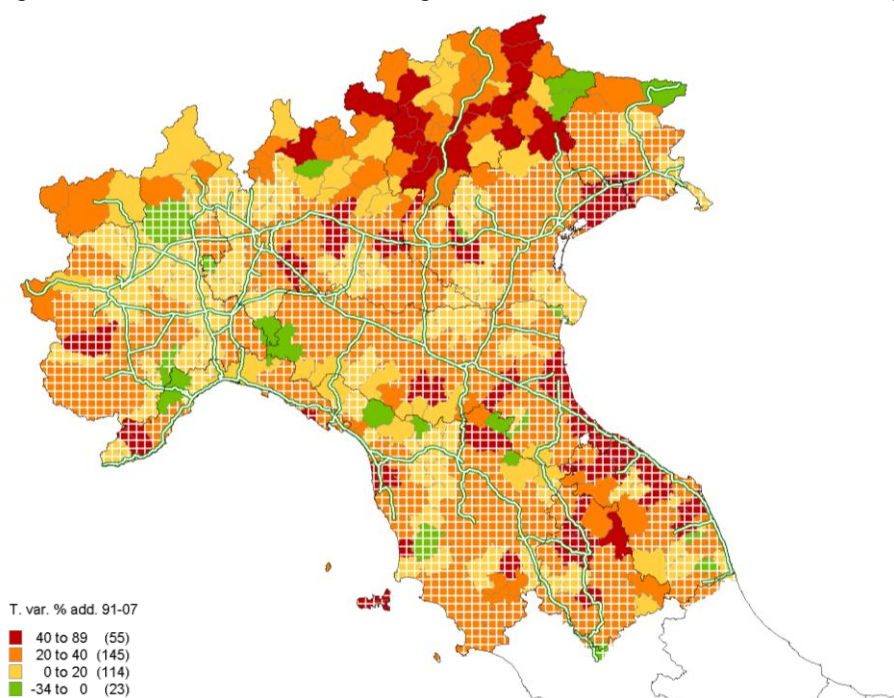 T. var. % add. 91-07
40 to 89 (55)
20 to 40 (145)
0 to 20 (114)
-34 to 0 (23)